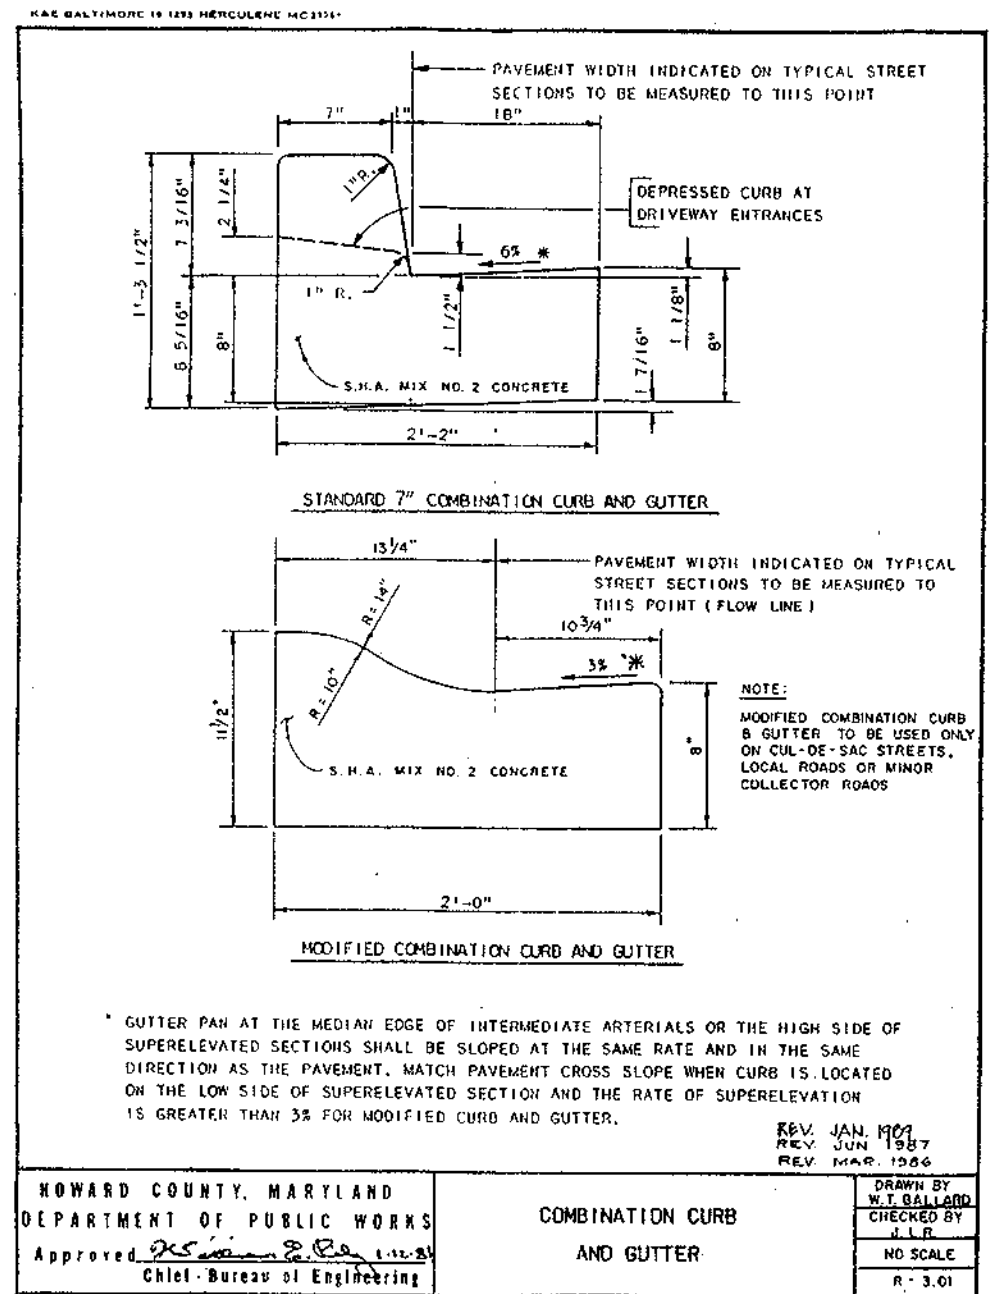 K&E BALTIMORE 19 1293 HERCULENE
PAVEMENT WIDTH INDICATED ON TYPICAL STREET
SECTIONS TO BE MEASURED TO THIS POINT
7"
1"
18"
1" R.
DEPRESSED CURB AT
DRIVEWAY ENTRANCES
1'-3 1/2"
7 3/16"
2 1/4"
6% *
1" R.
8 5/16"
8"
1 1/2"
1 1/8"
8"
1 7/16"
S.H.A. MIX NO. 2 CONCRETE
2'-2"
STANDARD 7" COMBINATION CURB AND GUTTER
13 1/4"
PAVEMENT WIDTH INDICATED ON TYPICAL
STREET SECTIONS TO BE MEASURED TO
THIS POINT (FLOW LINE)
R = 14"
10 3/4"
3% *
R = 10"
11 1/2"
8"
S.H.A. MIX NO. 2 CONCRETE
NOTE:
MODIFIED COMBINATION CURB
& GUTTER TO BE USED ONLY
ON CUL-DE-SAC STREETS,
LOCAL ROADS OR MINOR
COLLECTOR ROADS
2'-0"
MODIFIED COMBINATION CURB AND GUTTER
* GUTTER PAN AT THE MEDIAN EDGE OF INTERMEDIATE ARTERIALS OR THE HIGH SIDE OF
SUPERELEVATED SECTIONS SHALL BE SLOPED AT THE SAME RATE AND IN THE SAME
DIRECTION AS THE PAVEMENT. MATCH PAVEMENT CROSS SLOPE WHEN CURB IS LOCATED
ON THE LOW SIDE OF SUPERELEVATED SECTION AND THE RATE OF SUPERELEVATION
IS GREATER THAN 3% FOR MODIFIED CURB AND GUTTER.
REV. JAN. 1989
REV. JUN 1987
REV. MAR. 1986
HOWARD COUNTY, MARYLAND
DEPARTMENT OF PUBLIC WORKS
Approved
Chief - Bureau of Engineering
COMBINATION CURB
AND GUTTER
DRAWN BY
W.T. BALLARD
CHECKED BY
J.L.R.
NO SCALE
R - 3.01